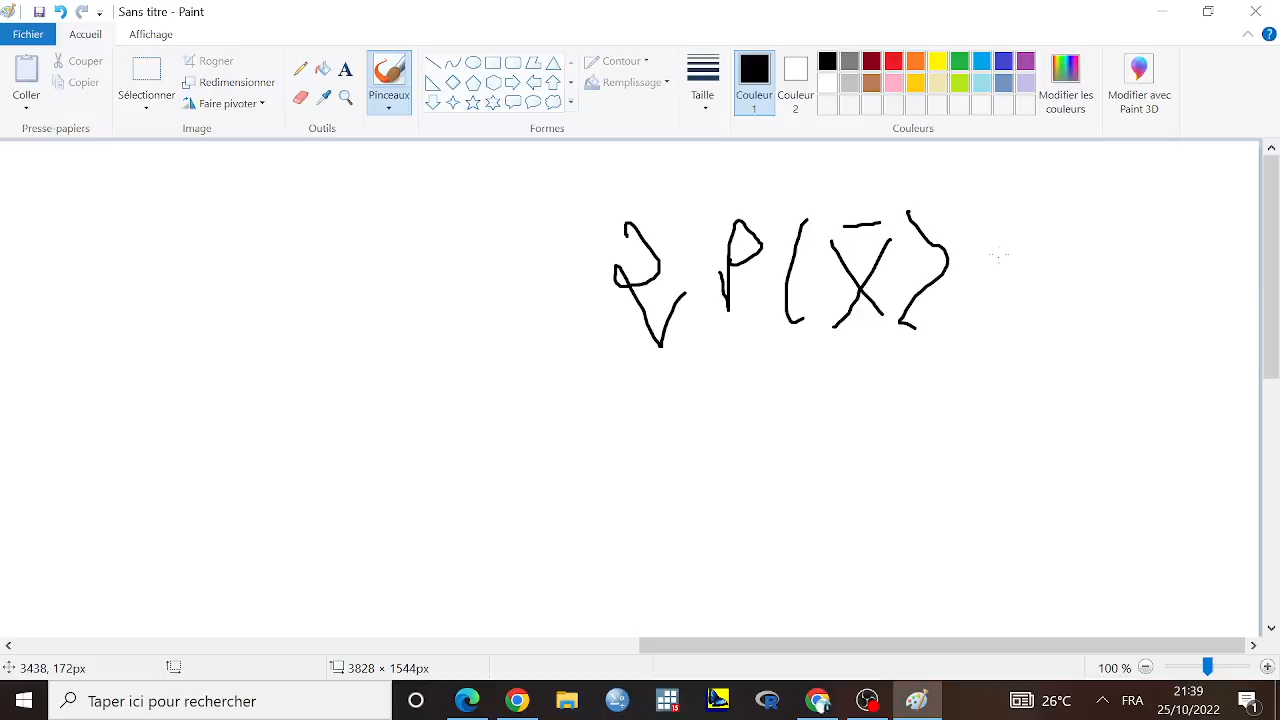 Sans titre - Paint
Fichier Accueil Affichage
Coller
Couper
Copier
Presse-papiers
Sélectionner
Rogner
Redimensionner
Faire pivoter
Image
A
Outils
Pinceaux
Contour
Remplissage
Formes
Taille
Couleur 1
Couleur 2
Modifier les couleurs
Couleurs
Modifier avec Paint 3D
P(X̄)
3438, 172px
3828 × 1544px
100 %
Taper ici pour rechercher
15
R
26°C
FRA
21:39
25/10/2022
1